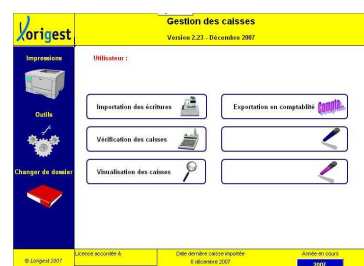 Lorigest
Gestion des caisses
Version 2.23 - Décembre 2007
Impressions
Utilisateur :
Importation des écritures
Exportation en comptablité
Compta
Outils
Vérification des caisses
Changer de dossier
Visualisation des caisses
© Lorigest 2007
Licence accordée à
Date dernière caisse importée
6 décembre 2007
Année en cours
2007